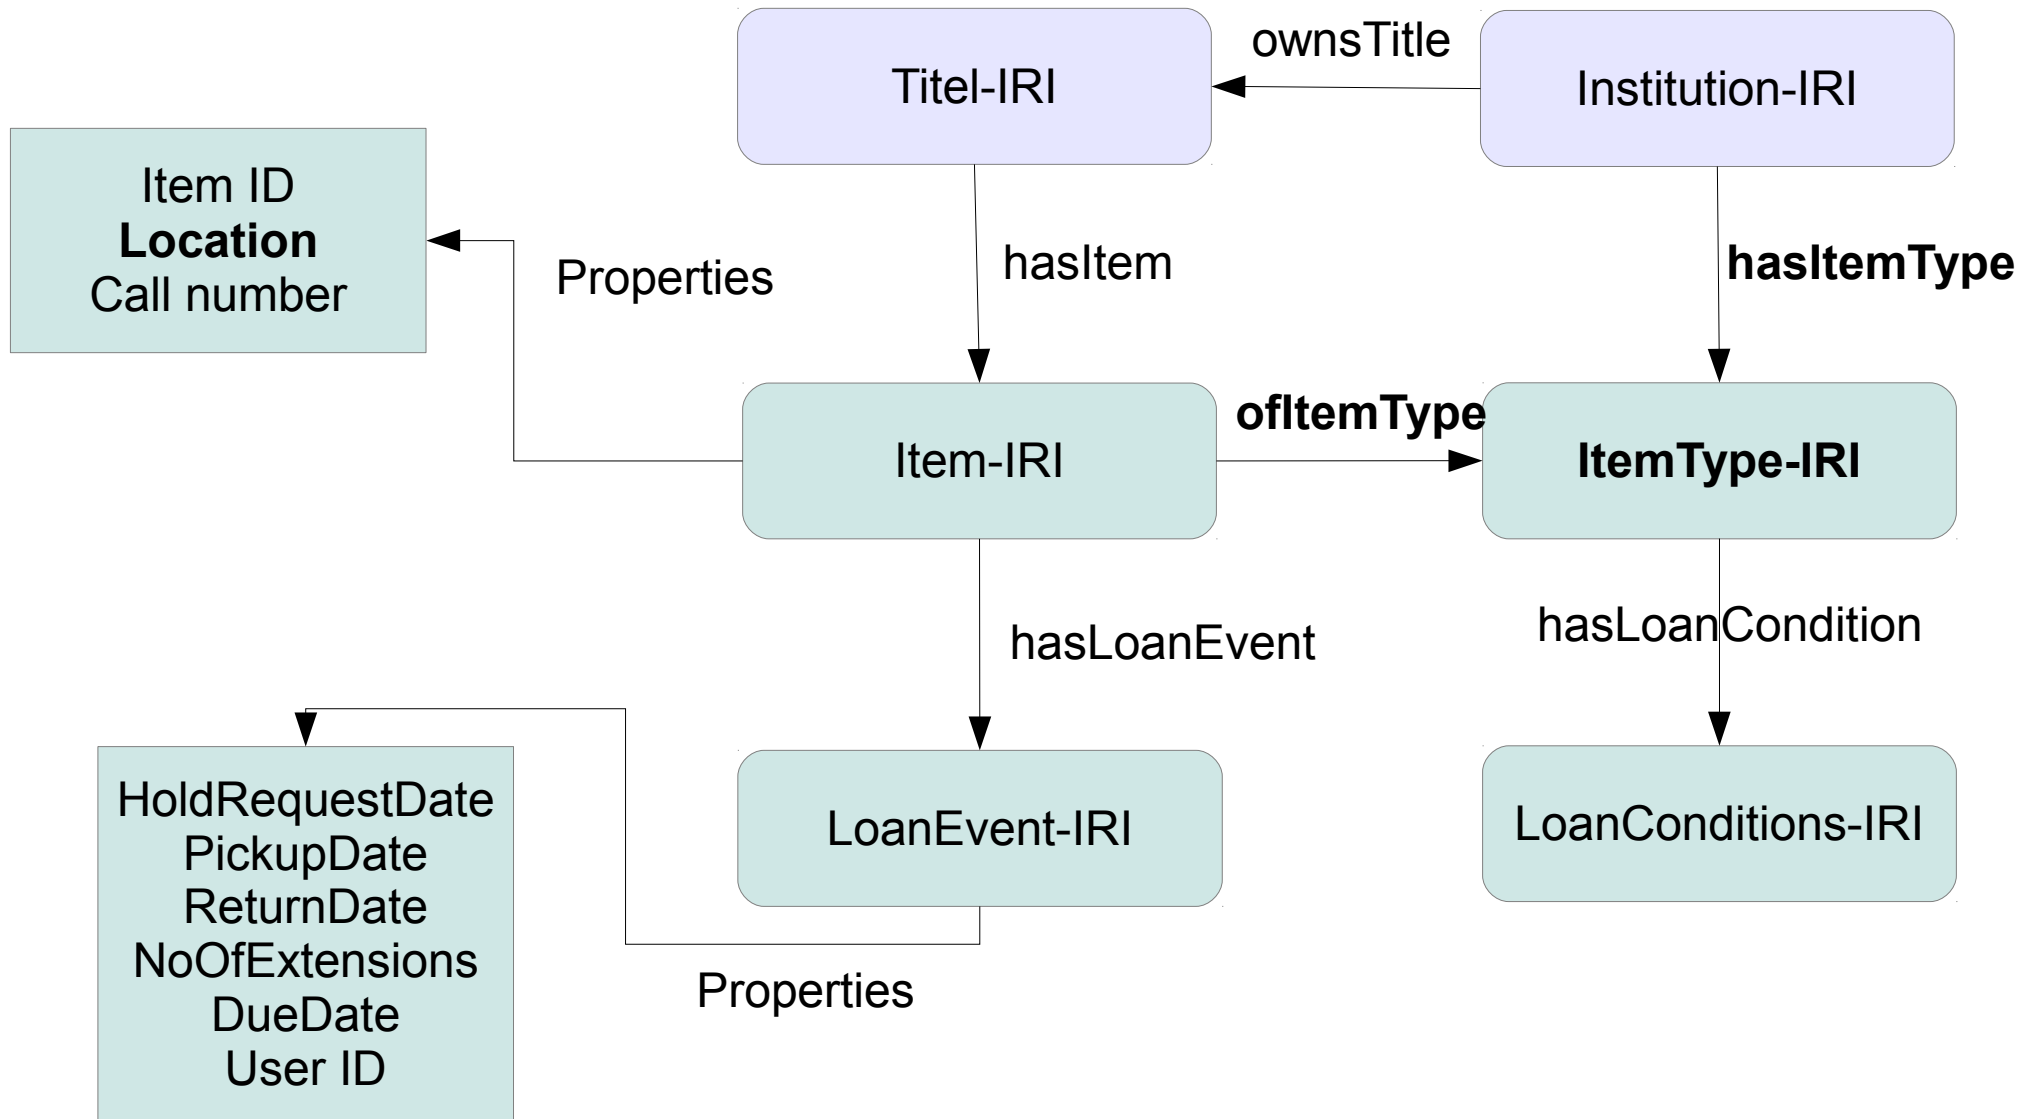 ownsTitle
Titel-IRI
Institution-IRI
Item ID
Location
Call number
Properties
hasItem
hasItemType
ofItemType
Item-IRI
ItemType-IRI
hasLoanEvent
hasLoanCondition
HoldRequestDate
PickupDate
ReturnDate
NoOfExtensions
DueDate
User ID
LoanEvent-IRI
LoanConditions-IRI
Properties